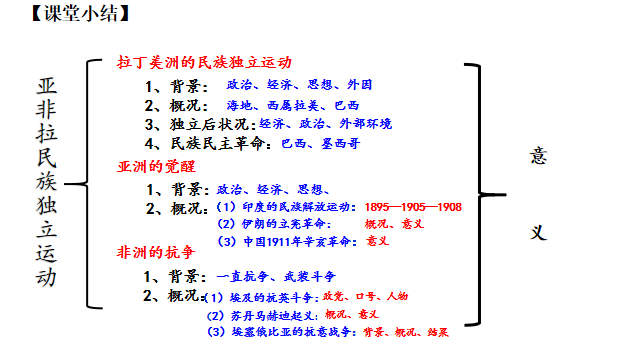 【课堂小结】
亚非拉民族独立运动
拉丁美洲的民族独立运动
1、背景： 政治、经济、思想、外因
2、概况： 海地、西属拉美、巴西
3、独立后状况：经济、政治、外部环境
4、民族民主革命：巴西、墨西哥
亚洲的觉醒
1、背景：政治、经济、思想、
2、概况：（1）印度的民族解放运动：1895—1905—1908
（2）伊朗的立宪革命： 概况、意义
（3）中国1911年辛亥革命：意义
非洲的抗争
1、背景：一直抗争、武装斗争
2、概况：（1）埃及的抗英斗争：政党、口号、人物
（2）苏丹马赫迪起义：概况、意义
（3）埃塞俄比亚的抗意战争：背景、概况、结果
意义